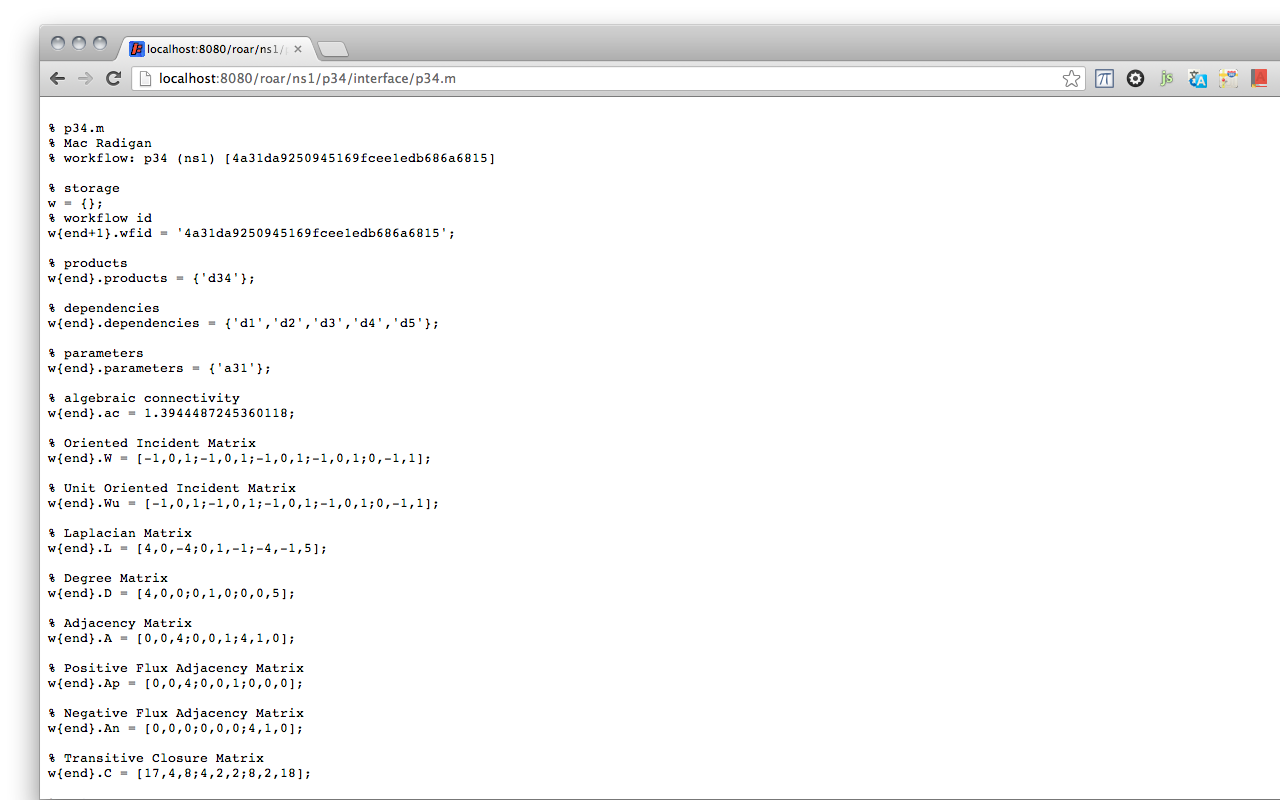 localhost:8080/roar/ns1/
localhost:8080/roar/ns1/p34/interface/p34.m
π
js
% p34.m
% Mac Radigan
% workflow: p34 (ns1) [4a31da9250945169fcee1edb686a6815]
% storage
w = {};
% workflow id
w{end+1}.wfid = '4a31da9250945169fcee1edb686a6815';
% products
w{end}.products = {'d34'};
% dependencies
w{end}.dependencies = {'d1','d2','d3','d4','d5'};
% parameters
w{end}.parameters = {'a31'};
% algebraic connectivity
w{end}.ac = 1.3944487245360118;
% Oriented Incident Matrix
w{end}.W = [-1,0,1;-1,0,1;-1,0,1;-1,0,1;0,-1,1];
% Unit Oriented Incident Matrix
w{end}.Wu = [-1,0,1;-1,0,1;-1,0,1;-1,0,1;0,-1,1];
% Laplacian Matrix
w{end}.L = [4,0,-4;0,1,-1;-4,-1,5];
% Degree Matrix
w{end}.D = [4,0,0;0,1,0;0,0,5];
% Adjacency Matrix
w{end}.A = [0,0,4;0,0,1;4,1,0];
% Positive Flux Adjacency Matrix
w{end}.Ap = [0,0,4;0,0,1;0,0,0];
% Negative Flux Adjacency Matrix
w{end}.An = [0,0,0;0,0,0;4,1,0];
% Transitive Closure Matrix
w{end}.C = [17,4,8;4,2,2;8,2,18];